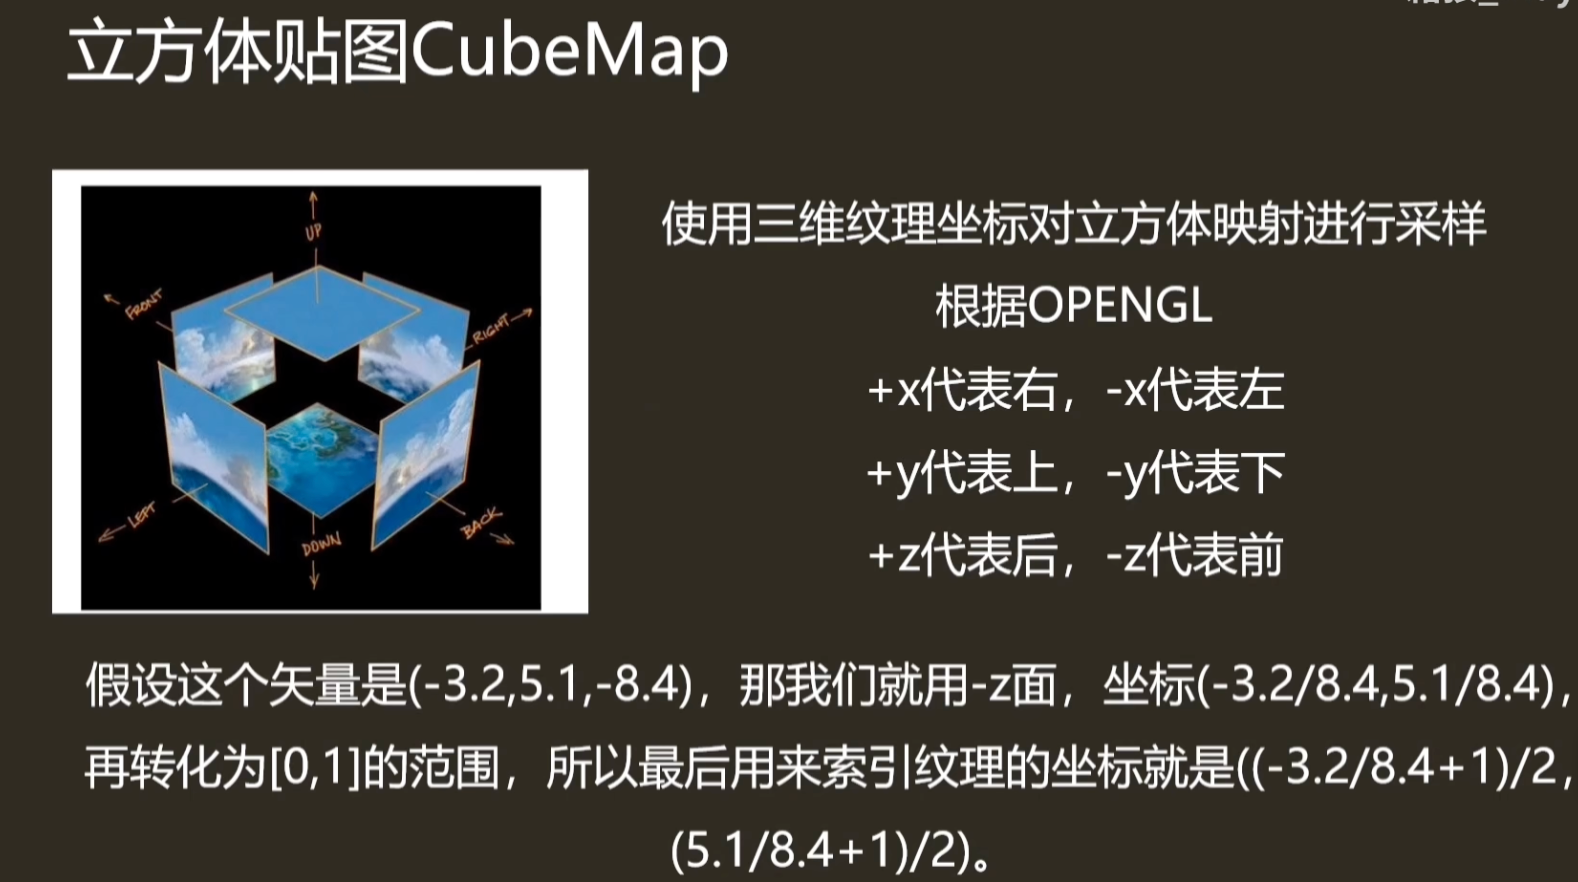 立方体贴图CubeMap
UP
FRONT
RIGHT
LEFT
DOWN
BACK
使用三维纹理坐标对立方体映射进行采样
根据OPENGL
+x代表右，-x代表左
+y代表上，-y代表下
+z代表后，-z代表前
假设这个矢量是(-3.2,5.1,-8.4)，那我们就用-z面，坐标(-3.2/8.4,5.1/8.4)，
再转化为[0,1]的范围，所以最后用来索引纹理的坐标就是((-3.2/8.4+1)/2，
(5.1/8.4+1)/2)。